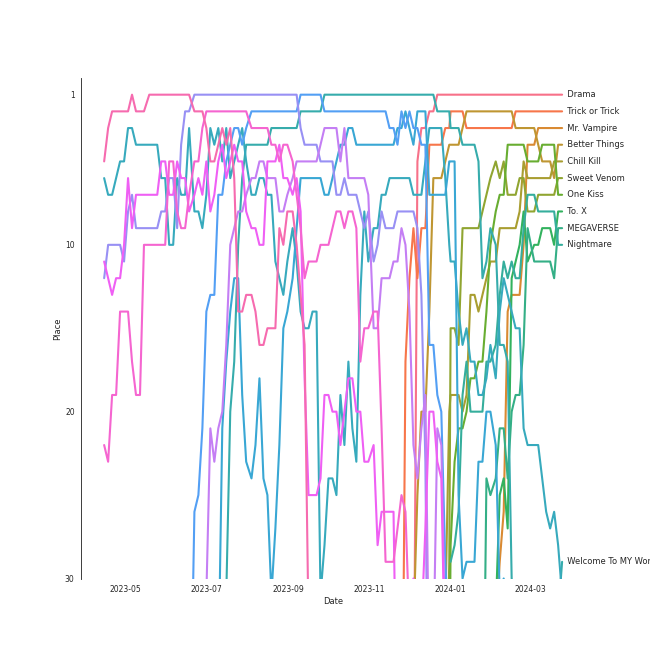 1
10
20
30
Place
2023-05
2023-07
2023-09
2023-11
2024-01
2024-03
Date
Drama
Trick or Trick
Mr. Vampire
Better Things
Chill Kill
Sweet Venom
One Kiss
To. X
MEGAVERSE
Nightmare
Welcome To MY Wor